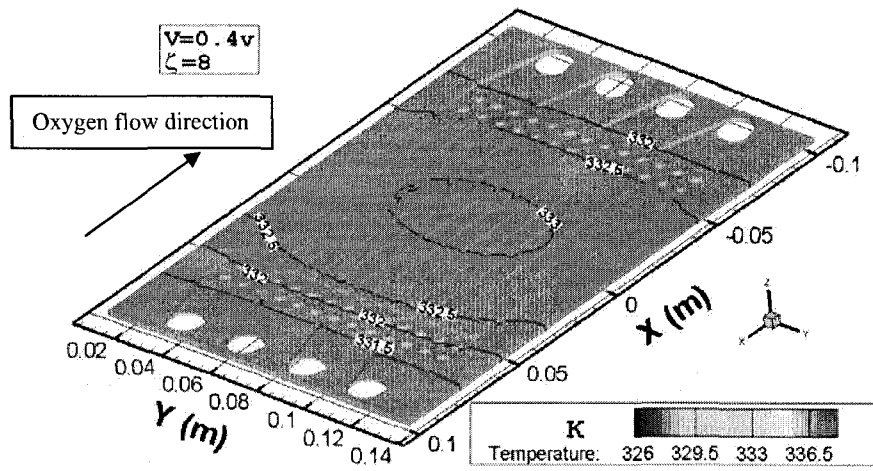 V=0.4v
ζ=8
Oxygen flow direction
332
332.5
333
332.5
332
332.5
332
331.5
-0.1
-0.05
0
0.05
0.1
X (m)
0.02
0.04
0.06
0.08
0.1
0.12
0.14
Y (m)
Z
X
Y
K
Temperature: 326 329.5 333 336.5